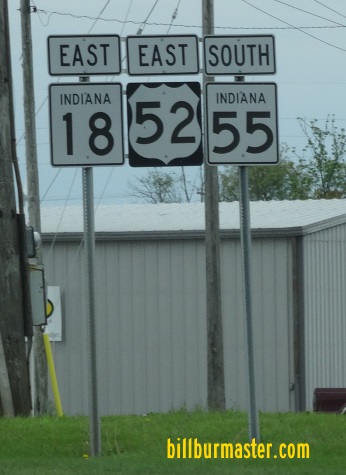 EAST EAST SOUTH
INDIANA INDIANA
18 52 55
billburmaster.com